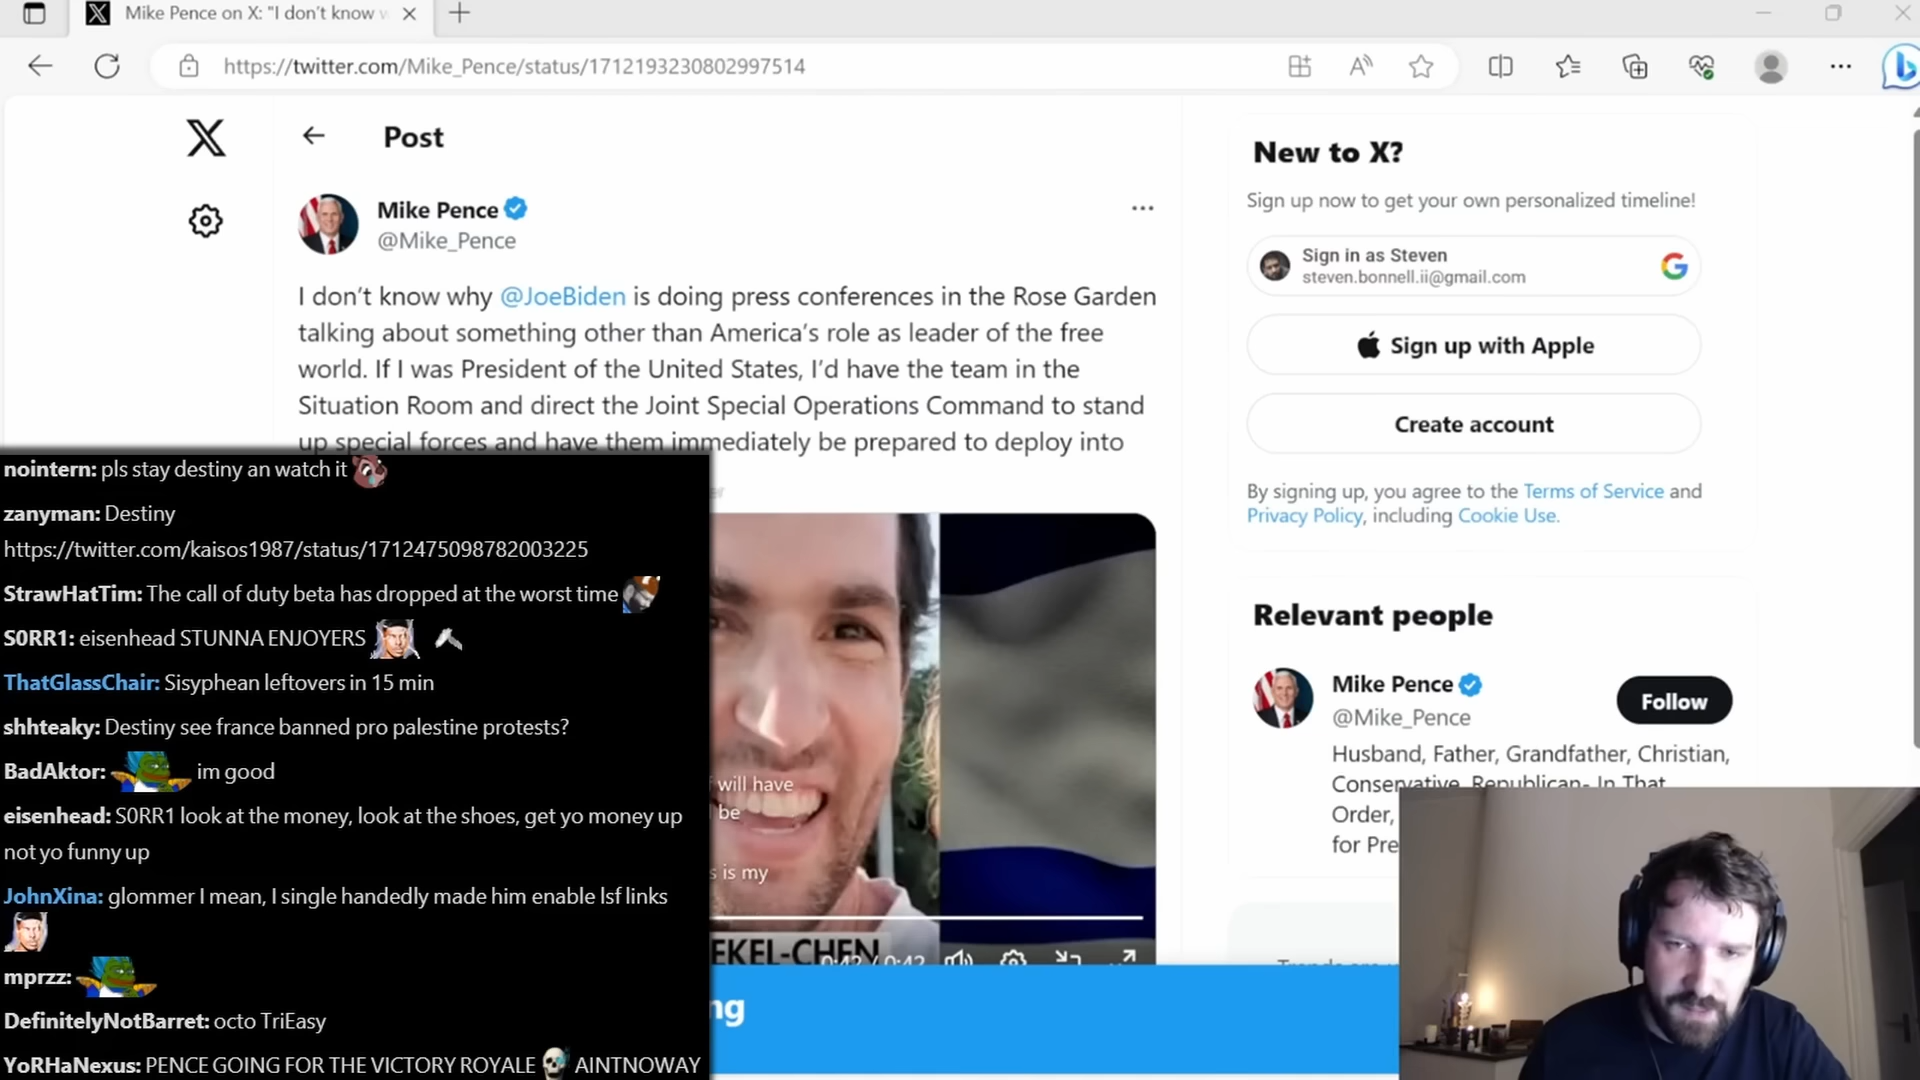 Mike Pence on X: "I don't know w
https://twitter.com/Mike_Pence/status/1712193230802997514
Post
Mike Pence
@Mike_Pence
I don't know why @JoeBiden is doing press conferences in the Rose Garden
talking about something other than America's role as leader of the free
world. If I was President of the United States, I'd have the team in the
Situation Room and direct the Joint Special Operations Command to stand
up special forces and have them immediately be prepared to deploy into
will have
be
s is my
EKEL-CHEN
0:42 / 0:42
ng
New to X?
Sign up now to get your own personalized timeline!
Sign in as Steven
steven.bonnell.ii@gmail.com
Sign up with Apple
Create account
By signing up, you agree to the Terms of Service and
Privacy Policy, including Cookie Use.
Relevant people
Mike Pence
@Mike_Pence
Follow
Husband, Father, Grandfather, Christian,
Conservative, Republican- In That
Order,
for Pre
nointern: pls stay destiny an watch it
zanyman: Destiny
https://twitter.com/kaisos1987/status/1712475098782003225
StrawHatTim: The call of duty beta has dropped at the worst time
S0RR1: eisenhead STUNNA ENJOYERS
ThatGlassChair: Sisyphean leftovers in 15 min
shhteaky: Destiny see france banned pro palestine protests?
BadAktor: im good
eisenhead: S0RR1 look at the money, look at the shoes, get yo money up
not yo funny up
JohnXina: glommer I mean, I single handedly made him enable lsf links
mprzz:
DefinitelyNotBarret: octo TriEasy
YoRHaNexus: PENCE GOING FOR THE VICTORY ROYALE AINTNOWAY